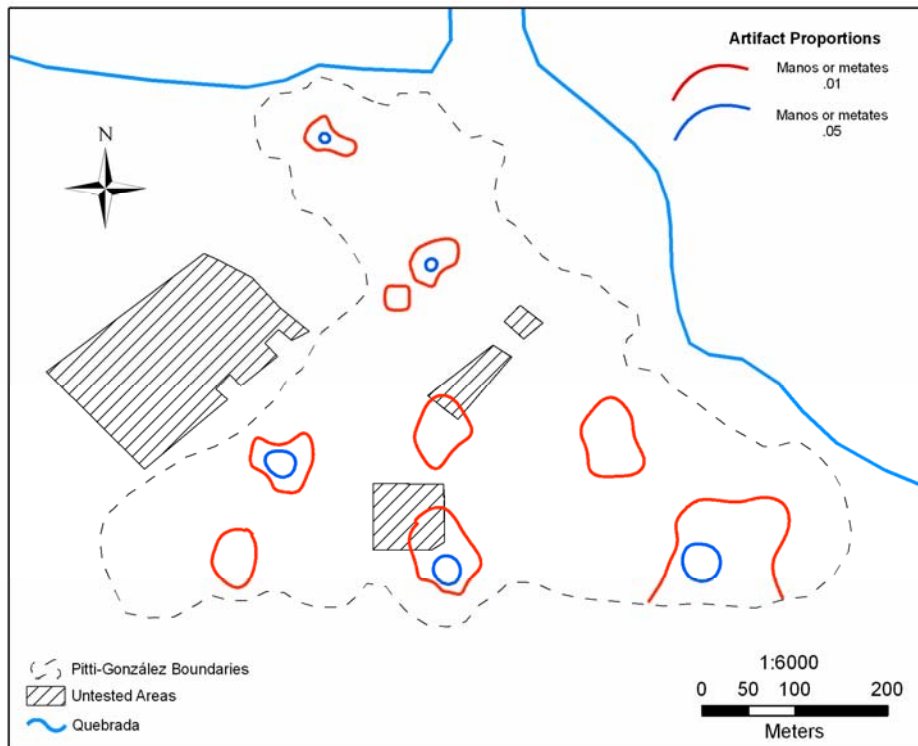 Artifact Proportions
Manos or metates
.01
Manos or metates
.05
N
Pitti-González Boundaries
Untested Areas
Quebrada
1:6000
0 50 100 200
Meters